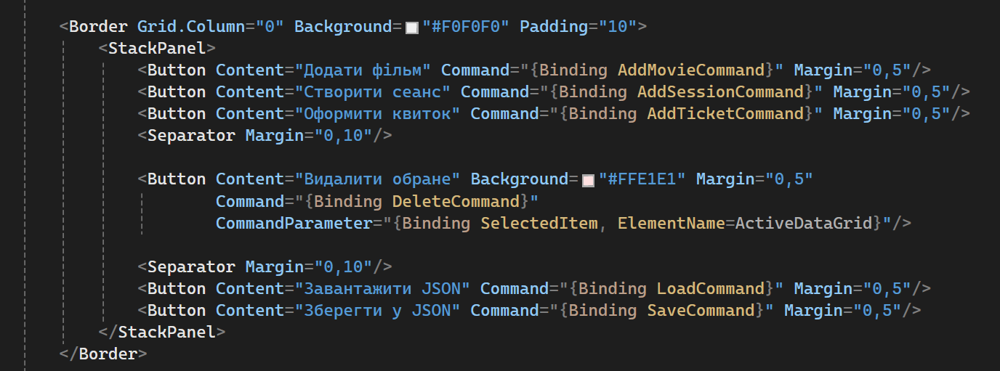 <Border Grid.Column="0" Background="#F0F0F0" Padding="10">
<StackPanel>
<Button Content="Додати фільм" Command="{Binding AddMovieCommand}" Margin="0,5"/>
<Button Content="Створити сеанс" Command="{Binding AddSessionCommand}" Margin="0,5"/>
<Button Content="Оформити квиток" Command="{Binding AddTicketCommand}" Margin="0,5"/>
<Separator Margin="0,10"/>
<Button Content="Видалити обране" Background="#FFE1E1" Margin="0,5"
Command="{Binding DeleteCommand}"
CommandParameter="{Binding SelectedItem, ElementName=ActiveDataGrid}"/>
<Separator Margin="0,10"/>
<Button Content="Завантажити JSON" Command="{Binding LoadCommand}" Margin="0,5"/>
<Button Content="Зберегти у JSON" Command="{Binding SaveCommand}" Margin="0,5"/>
</StackPanel>
</Border>